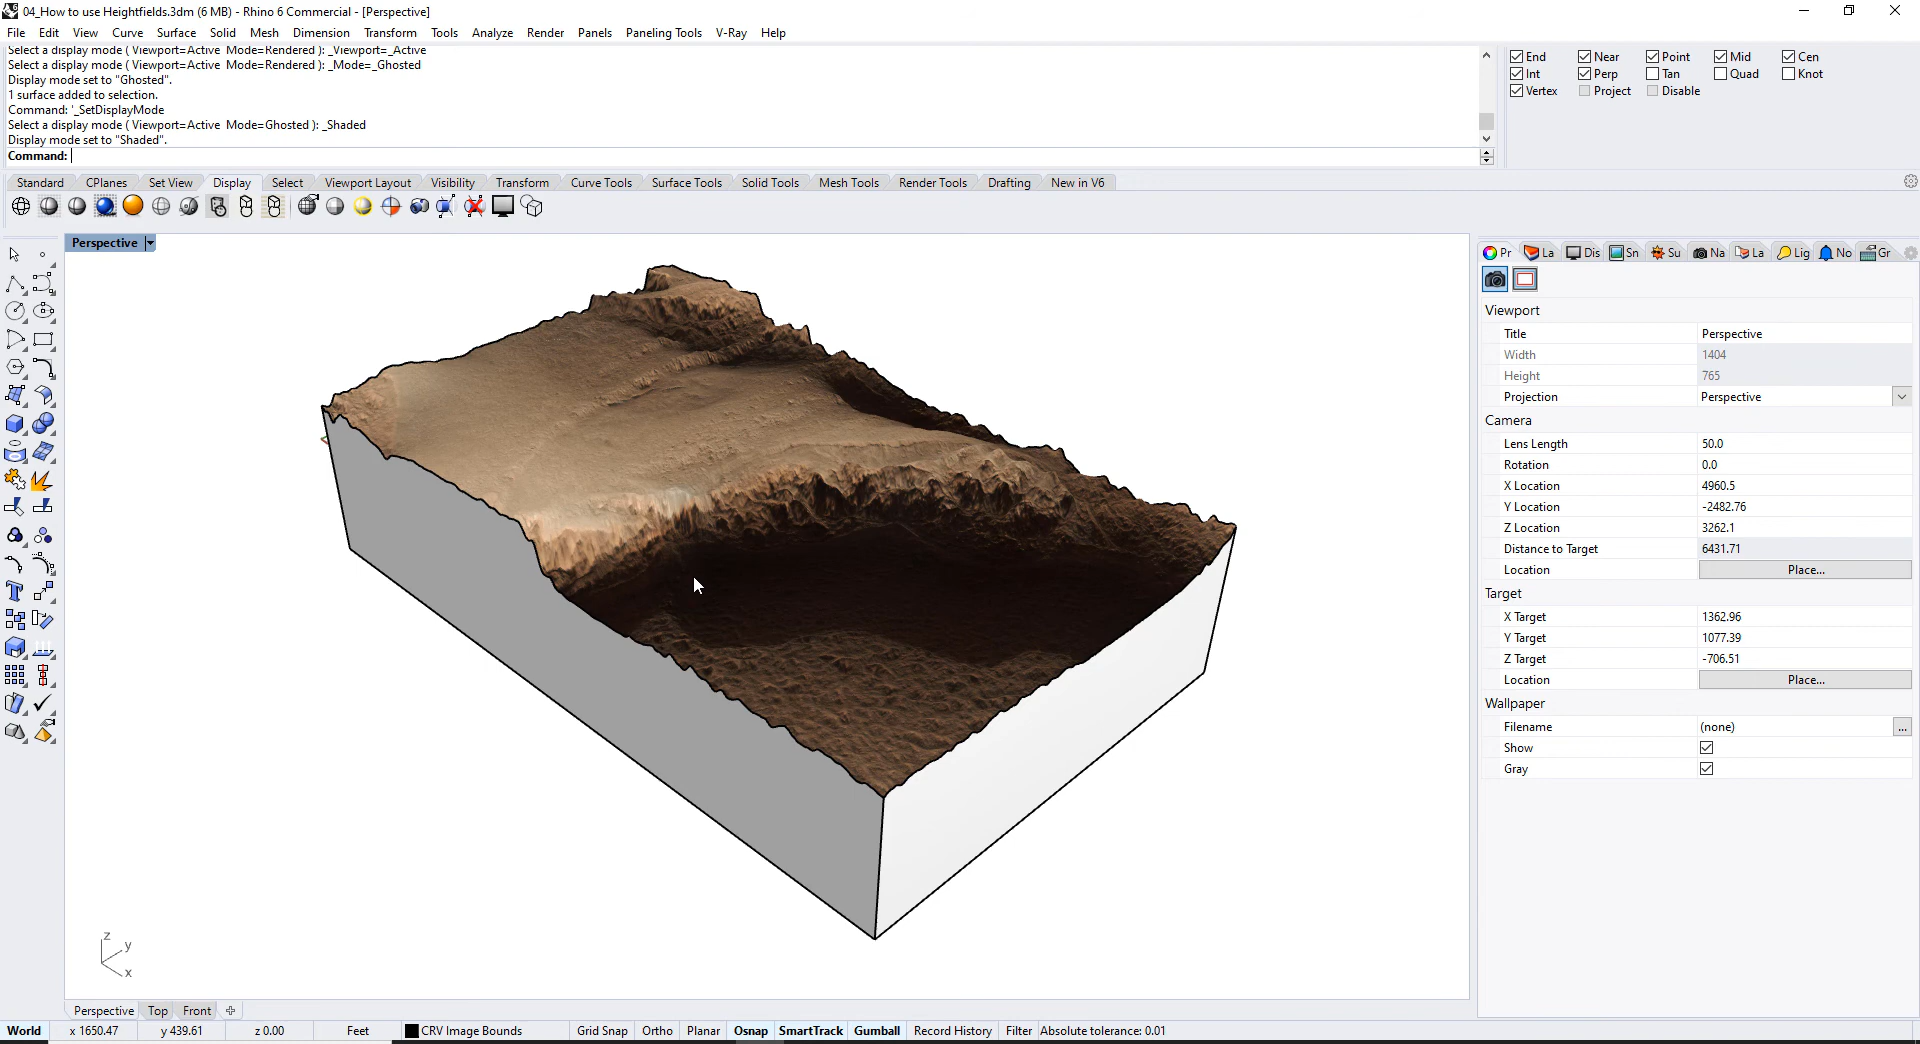 04_How to use Heightfields.3dm (6 MB) - Rhino 6 Commercial - [Perspective]
File Edit View Curve Surface Solid Mesh Dimension Transform Tools Analyze Render Panels Paneling Tools V-Ray Help
Select a display mode ( Viewport=Active Mode=Rendered ): _Viewport=_Active
Select a display mode ( Viewport=Active Mode=Rendered ): _Mode=_Ghosted
Display mode set to "Ghosted".
1 surface added to selection.
Command: '_SetDisplayMode
Select a display mode ( Viewport=Active Mode=Ghosted ): _Shaded
Display mode set to "Shaded".
Command:
End Near Point Mid Cen
Int Perp Tan Quad Knot
Vertex Project Disable
Standard CPlanes Set View Display Select Viewport Layout Visibility Transform Curve Tools Surface Tools Solid Tools Mesh Tools Render Tools Drafting New in V6
Perspective
Pr La Dis Sn Su Na La Lig No Gr
Viewport
Title Perspective
Width 1404
Height 765
Projection Perspective
Camera
Lens Length 50.0
Rotation 0.0
X Location 4960.5
Y Location -2482.76
Z Location 3262.1
Distance to Target 6431.71
Location Place...
Target
X Target 1362.96
Y Target 1077.39
Z Target -706.51
Location Place...
Wallpaper
Filename (none) ...
Show
Gray
z
y
x
Perspective Top Front
World x 1650.47 y 439.61 z 0.00 Feet CRV Image Bounds Grid Snap Ortho Planar Osnap SmartTrack Gumball Record History Filter Absolute tolerance: 0.01